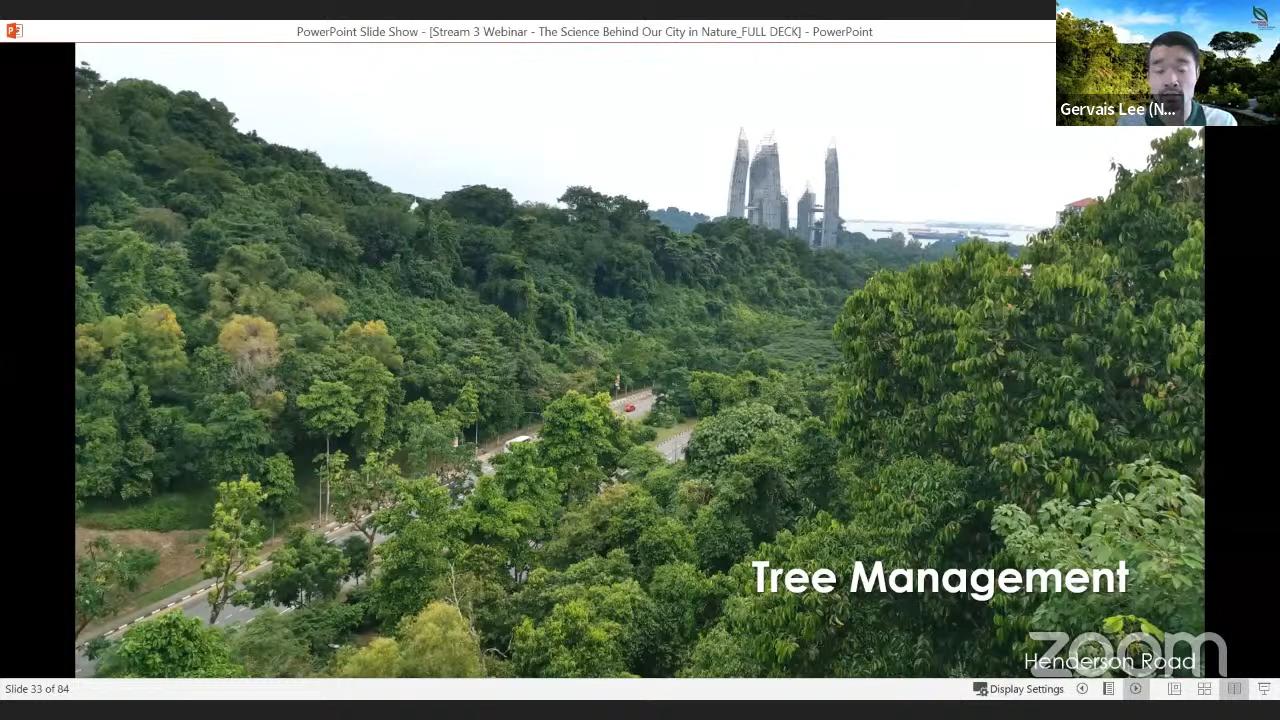 PowerPoint Slide Show - [Stream 3 Webinar - The Science Behind Our City in Nature_FULL DECK] - PowerPoint
Gervais Lee (N...
Tree Management
zoom
Henderson Road
Slide 33 of 84
Display Settings